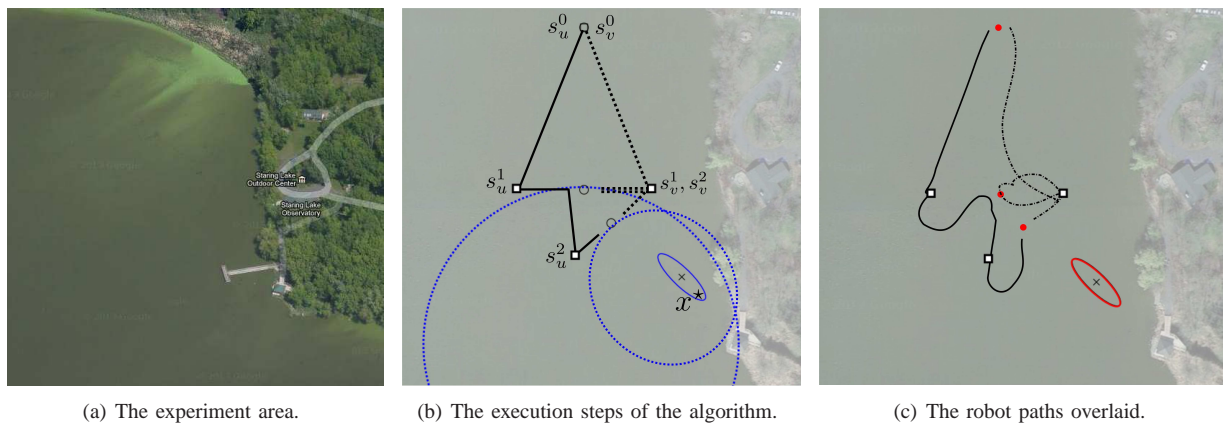 Staring Lake
Outdoor Center
Staring Lake
Observatory
s_u^0 s_v^0
s_u^1
s_v^1, s_v^2
s_u^2
x
(a) The experiment area.
(b) The execution steps of the algorithm.
(c) The robot paths overlaid.